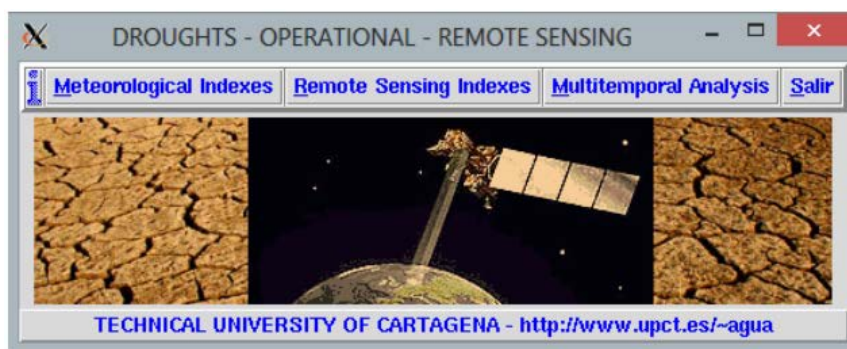 DROUGHTS - OPERATIONAL - REMOTE SENSING
i Meteorological Indexes Remote Sensing Indexes Multitemporal Analysis Salir
TECHNICAL UNIVERSITY OF CARTAGENA - http://www.upct.es/~agua